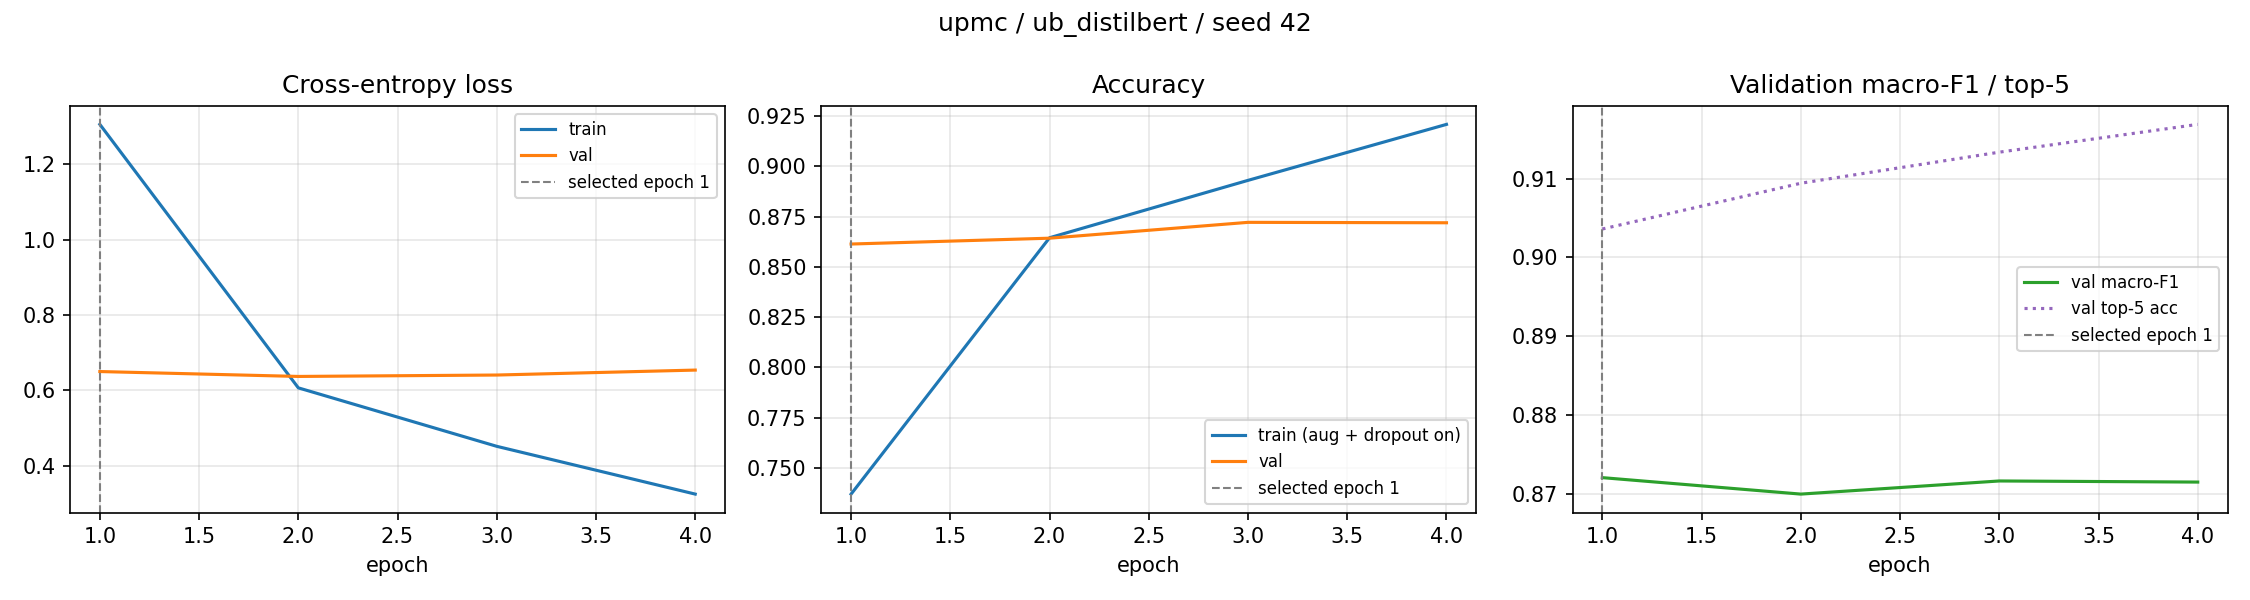 upmc / ub_distilbert / seed 42
Cross-entropy loss
train
val
selected epoch 1
1.2
1.0
0.8
0.6
0.4
1.0 1.5 2.0 2.5 3.0 3.5 4.0
epoch
Accuracy
0.925
0.900
0.875
0.850
0.825
0.800
0.775
0.750
train (aug + dropout on)
val
selected epoch 1
1.0 1.5 2.0 2.5 3.0 3.5 4.0
epoch
Validation macro-F1 / top-5
0.91
0.90
0.89
0.88
0.87
val macro-F1
val top-5 acc
selected epoch 1
1.0 1.5 2.0 2.5 3.0 3.5 4.0
epoch